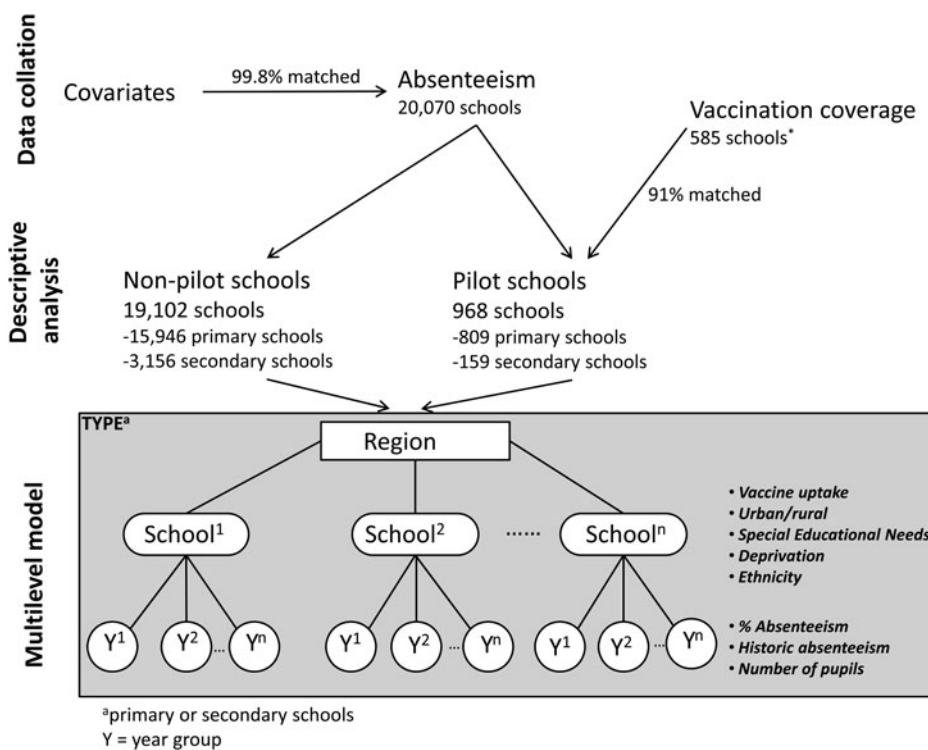 Data collation
Covariates
99.8% matched
Absenteeism
20,070 schools
Vaccination coverage
585 schools*
91% matched
Descriptive
analysis
Non-pilot schools
19,102 schools
-15,946 primary schools
-3,156 secondary schools
Pilot schools
968 schools
-809 primary schools
-159 secondary schools
Multilevel model
TYPEᵃ
Region
School¹
School²
......
Schoolⁿ
• Vaccine uptake
• Urban/rural
• Special Educational Needs
• Deprivation
• Ethnicity
Y¹ Y² ... Yⁿ
Y¹ Y² ... Yⁿ
Y¹ Y² ... Yⁿ
• % Absenteeism
• Historic absenteeism
• Number of pupils
ᵃprimary or secondary schools
Y = year group